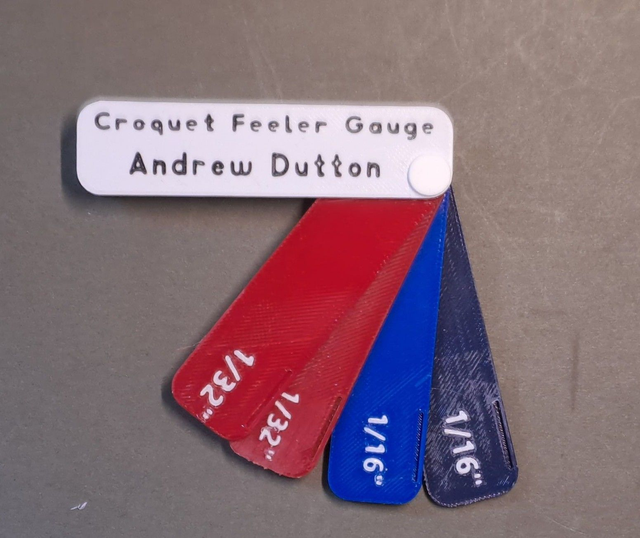 Croquet Feeler Gauge
Andrew Dutton
1/32"
1/32"
1/16"
1/16"